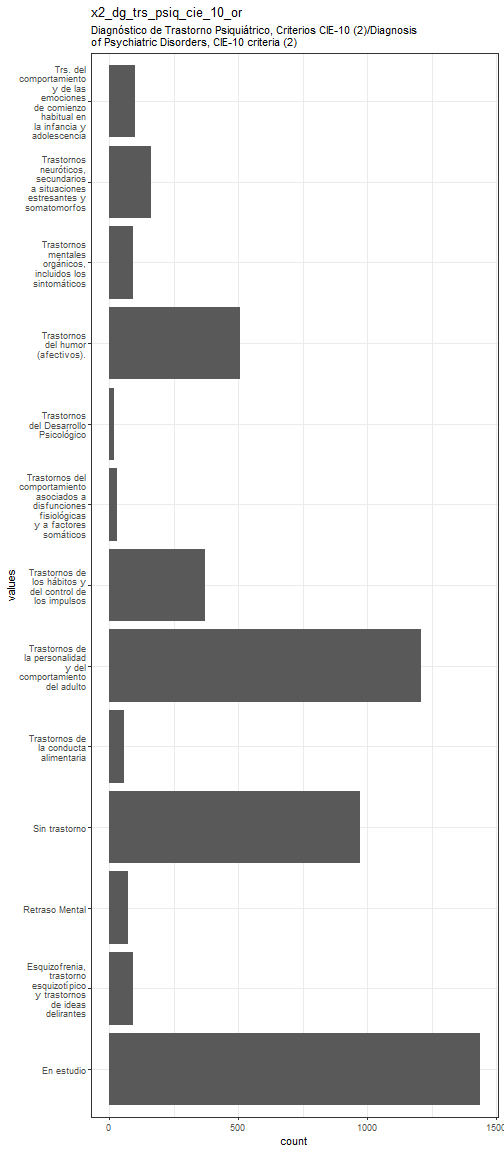 x2_dg_trs_psiq_cie_10_or
Diagnóstico de Trastorno Psiquiátrico, Criterios CIE-10 (2)/Diagnosis
of Psychiatric Disorders, CIE-10 criteria (2)
Trs. del
comportamiento
y de las
emociones
de comienzo
habitual en
la infancia y
adolescencia
Trastornos
neuróticos,
secundarios
a situaciones
estresantes y
somatomorfos
Trastornos
mentales
orgánicos,
incluidos los
sintomáticos
Trastornos
del humor
(afectivos).
Trastornos
del Desarrollo
Psicológico
Trastornos del
comportamiento
asociados a
disfunciones
fisiológicas
y a factores
somáticos
Trastornos de
los hábitos y
del control de
los impulsos
Trastornos de
la personalidad
y del
comportamiento
del adulto
Trastornos de
la conducta
alimentaria
Sin trastorno
Retraso Mental
Esquizofrenia,
trastorno
esquizotípico
y trastornos
de ideas
delirantes
En estudio
values
0
500
1000
1500
count